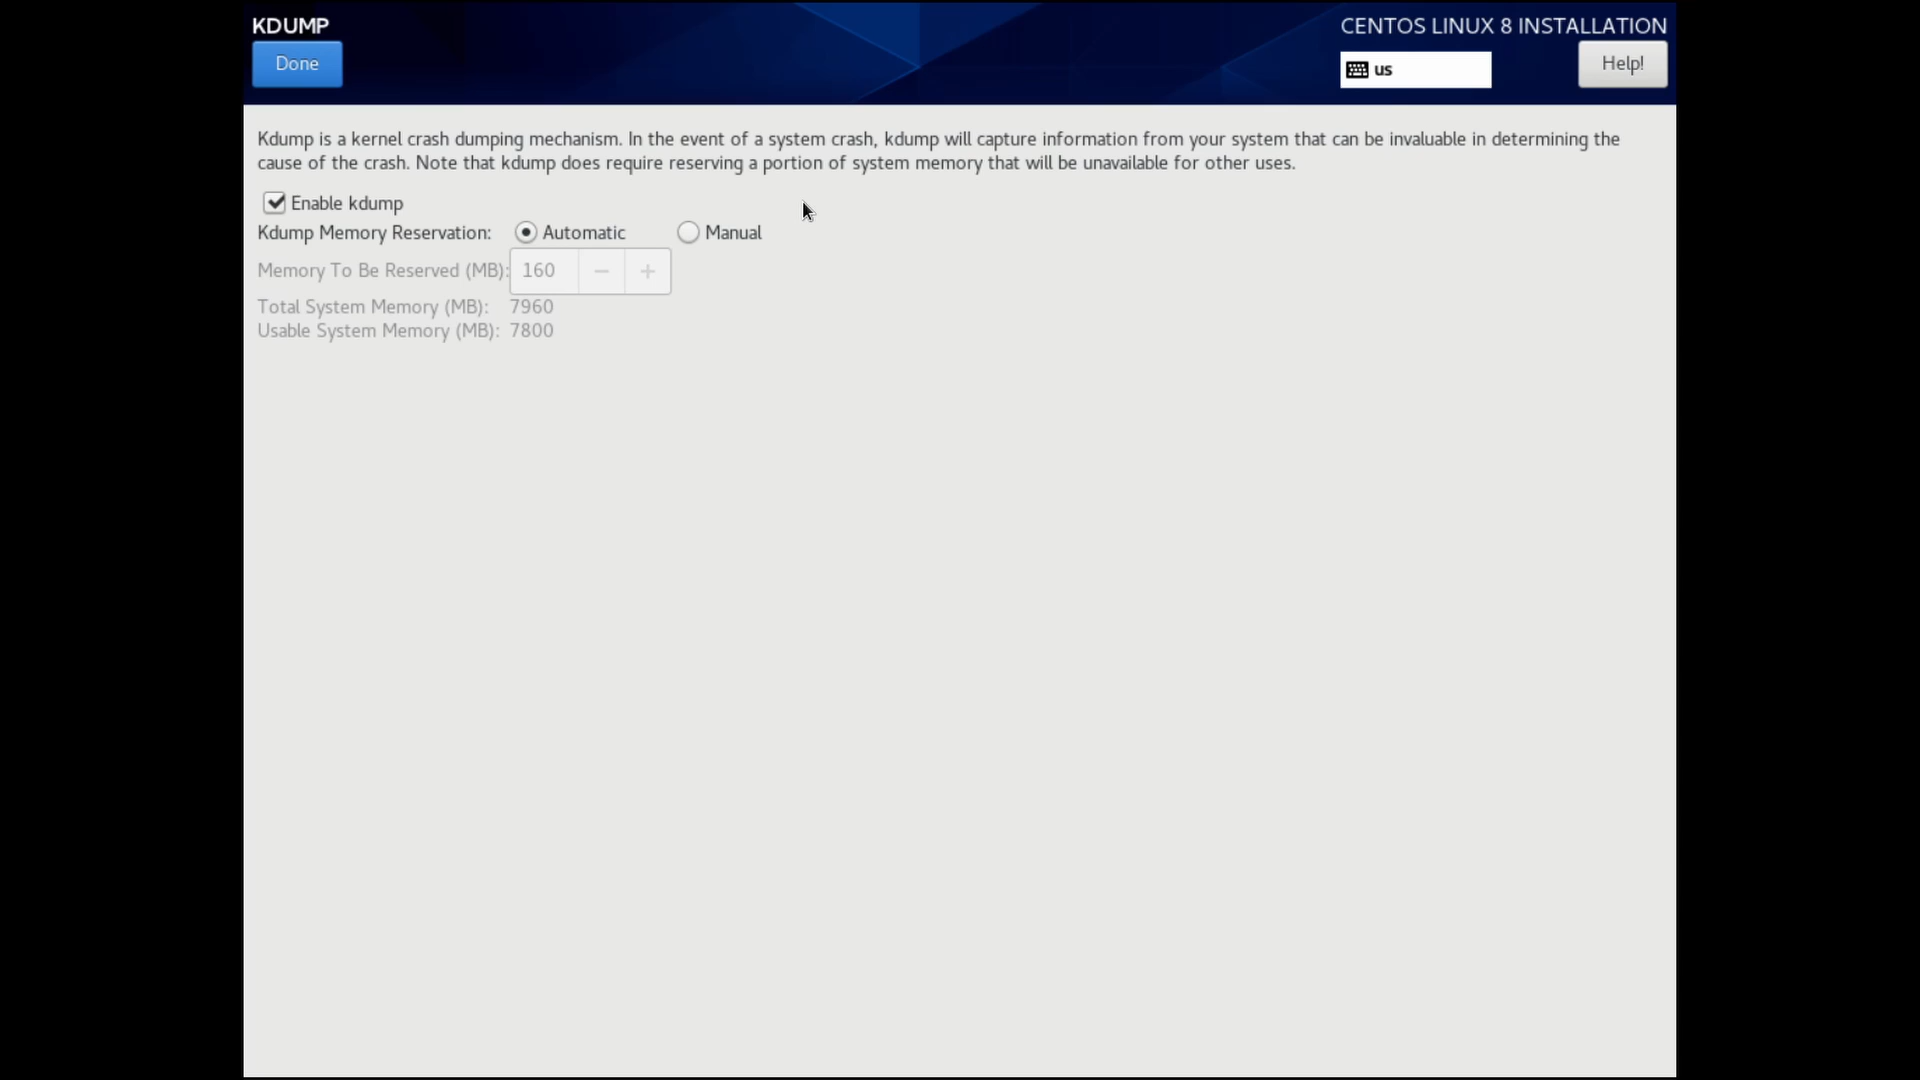 KDUMP
CENTOS LINUX 8 INSTALLATION
Done
us
Help!
Kdump is a kernel crash dumping mechanism. In the event of a system crash, kdump will capture information from your system that can be invaluable in determining the
cause of the crash. Note that kdump does require reserving a portion of system memory that will be unavailable for other uses.
Enable kdump
Kdump Memory Reservation: Automatic Manual
Memory To Be Reserved (MB): 160 − +
Total System Memory (MB): 7960
Usable System Memory (MB): 7800